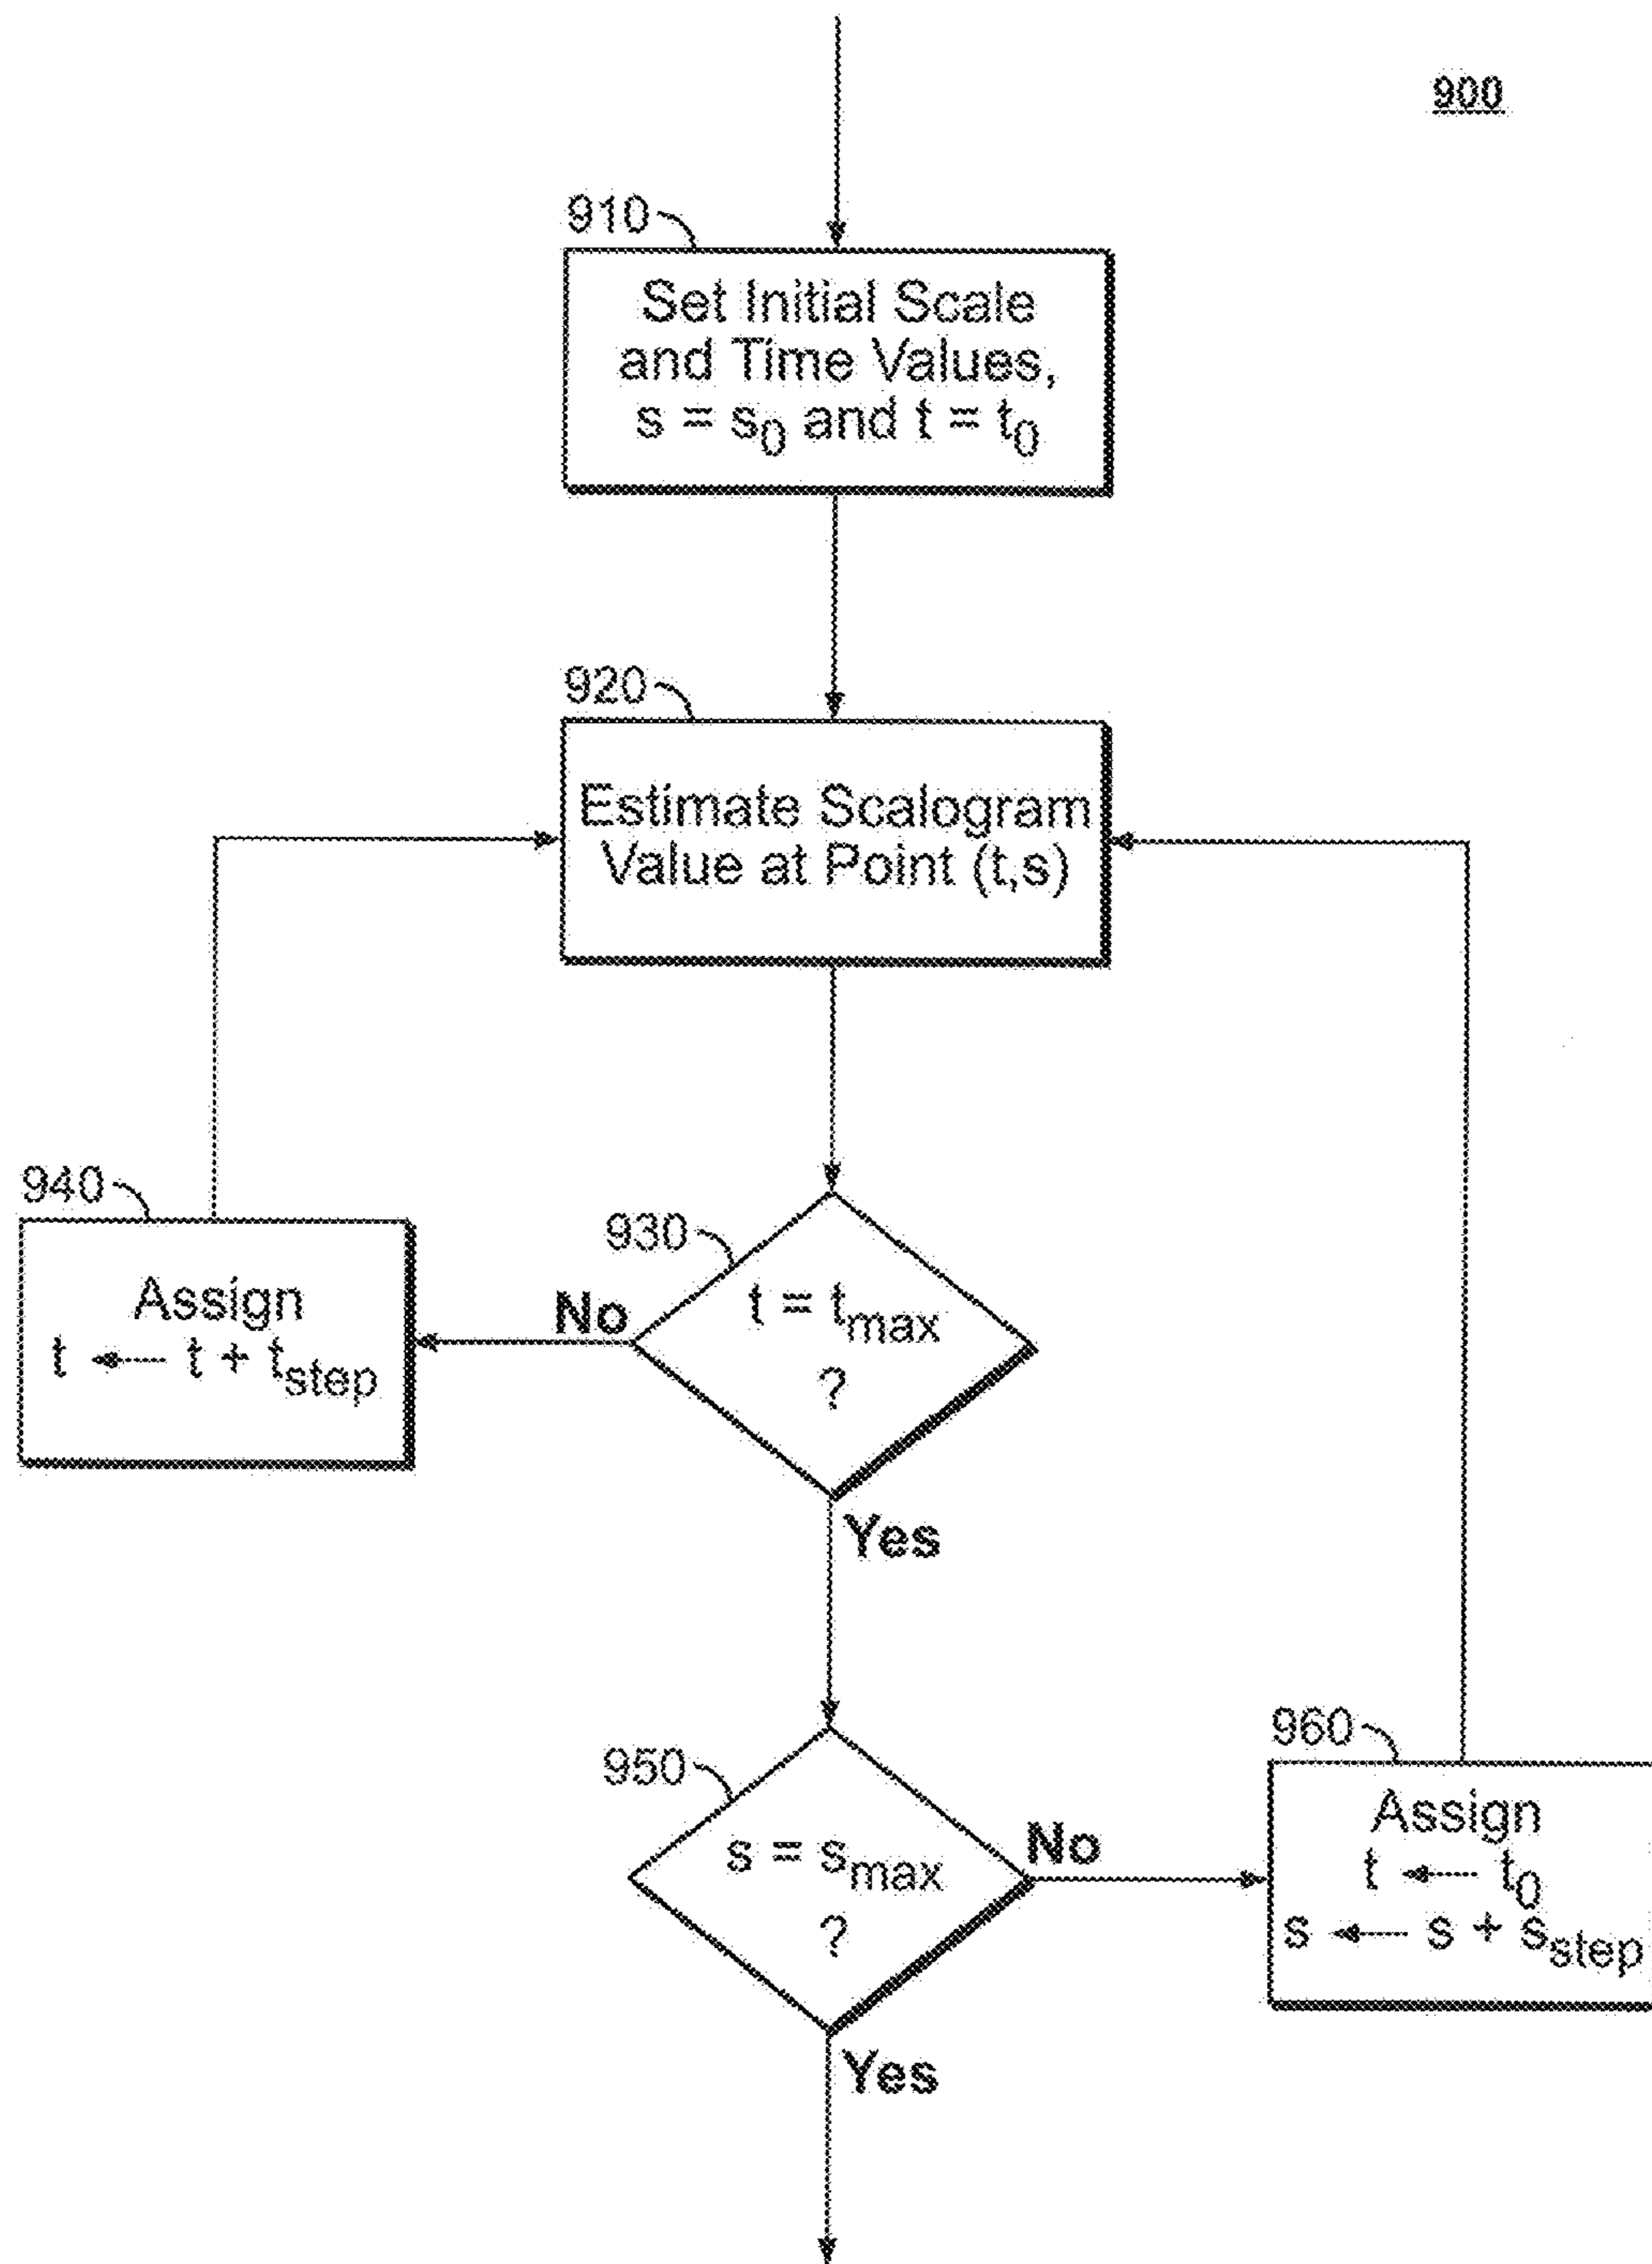 900
910
Set Initial Scale
and Time Values,
s = s₀ and t = t₀
920
Estimate Scalogram
Value at Point (t,s)
940
Assign
t ← t + tstep
930
No
t = tmax
?
Yes
950
s = smax
?
No
Yes
960
Assign
t ← t₀
s ← s + sstep